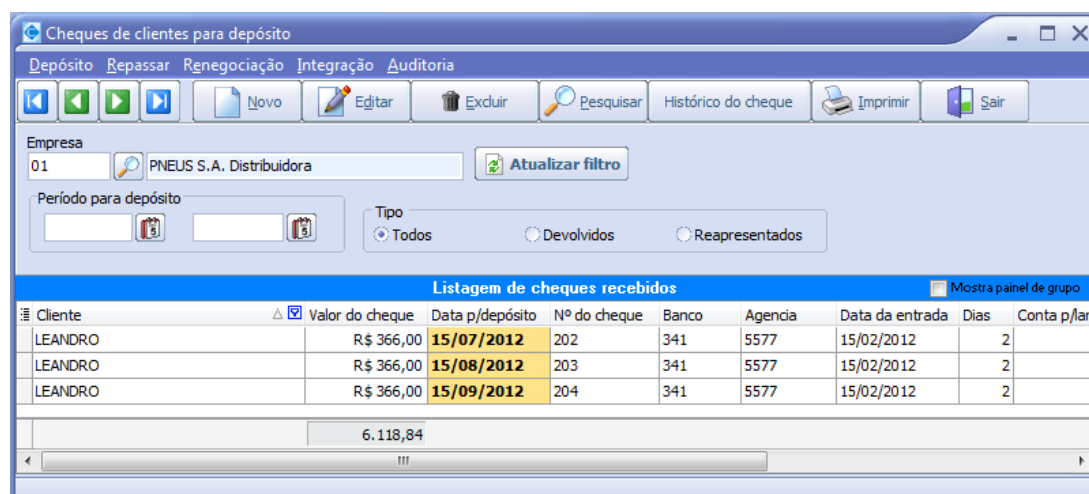 Cheques de clientes para depósito
Depósito Repassar Renegociação Integração Auditoria
Novo Editar Excluir Pesquisar Histórico do cheque Imprimir Sair
Empresa
01 PNEUS S.A. Distribuidora Atualizar filtro
Período para depósito Tipo
5 5 Todos Devolvidos Reapresentados
Listagem de cheques recebidos Mostra painel de grupo
Cliente Valor do cheque Data p/depósito Nº do cheque Banco Agencia Data da entrada Dias Conta p/lar
LEANDRO R$ 366,00 15/07/2012 202 341 5577 15/02/2012 2
LEANDRO R$ 366,00 15/08/2012 203 341 5577 15/02/2012 2
LEANDRO R$ 366,00 15/09/2012 204 341 5577 15/02/2012 2
6.118,84